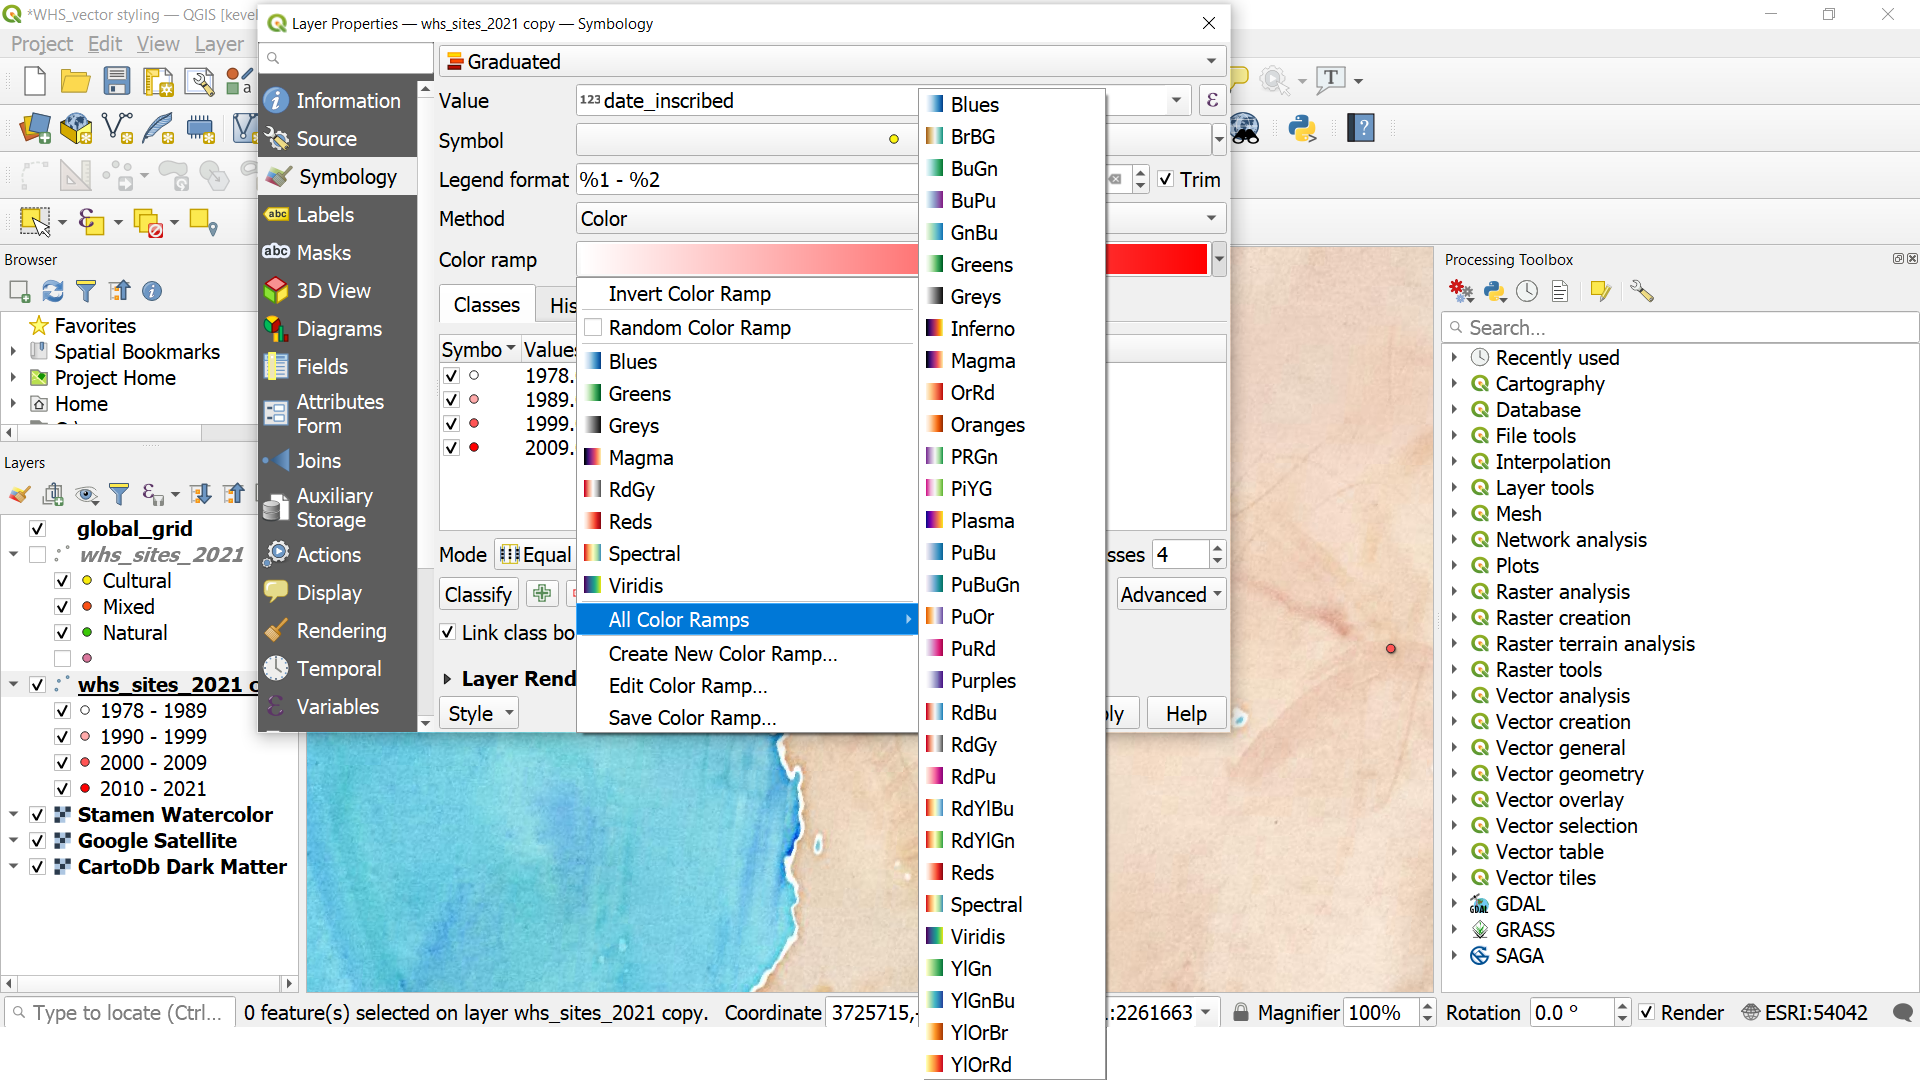 *WHS_vector styling — QGIS [kevel
Project Edit View Layer
Layer Properties — whs_sites_2021 copy — Symbology
Information
Source
Symbology
Labels
Masks
3D View
Diagrams
Fields
Attributes
Form
Joins
Auxiliary
Storage
Actions
Display
Rendering
Temporal
Variables
Graduated
Value 123 date_inscribed ε
Symbol
Legend format %1 - %2 Trim
Method Color
Color ramp
Classes His
Symbo Values
1978.
1989.
1999.
2009.
Mode Equal sses 4
Classify Advanced
Link class bo
Layer Rend
Style ly Help
Invert Color Ramp
Random Color Ramp
Blues
Greens
Greys
Magma
RdGy
Reds
Spectral
Viridis
All Color Ramps
Create New Color Ramp...
Edit Color Ramp...
Save Color Ramp...
Blues
BrBG
BuGn
BuPu
GnBu
Greens
Greys
Inferno
Magma
OrRd
Oranges
PRGn
PiYG
Plasma
PuBu
PuBuGn
PuOr
PuRd
Purples
RdBu
RdGy
RdPu
RdYlBu
RdYlGn
Reds
Spectral
Viridis
YlGn
YlGnBu
YlOrBr
YlOrRd
Browser
Favorites
Spatial Bookmarks
Project Home
Home
Layers
global_grid
whs_sites_2021
Cultural
Mixed
Natural
whs_sites_2021 c
1978 - 1989
1990 - 1999
2000 - 2009
2010 - 2021
Stamen Watercolor
Google Satellite
CartoDb Dark Matter
Processing Toolbox
Search...
Recently used
Cartography
Database
File tools
Interpolation
Layer tools
Mesh
Network analysis
Plots
Raster analysis
Raster creation
Raster terrain analysis
Raster tools
Vector analysis
Vector creation
Vector general
Vector geometry
Vector overlay
Vector selection
Vector table
Vector tiles
GDAL
GRASS
SAGA
Type to locate (Ctrl... 0 feature(s) selected on layer whs_sites_2021 copy. Coordinate 3725715,- :2261663 Magnifier 100% Rotation 0.0 ° Render ESRI:54042